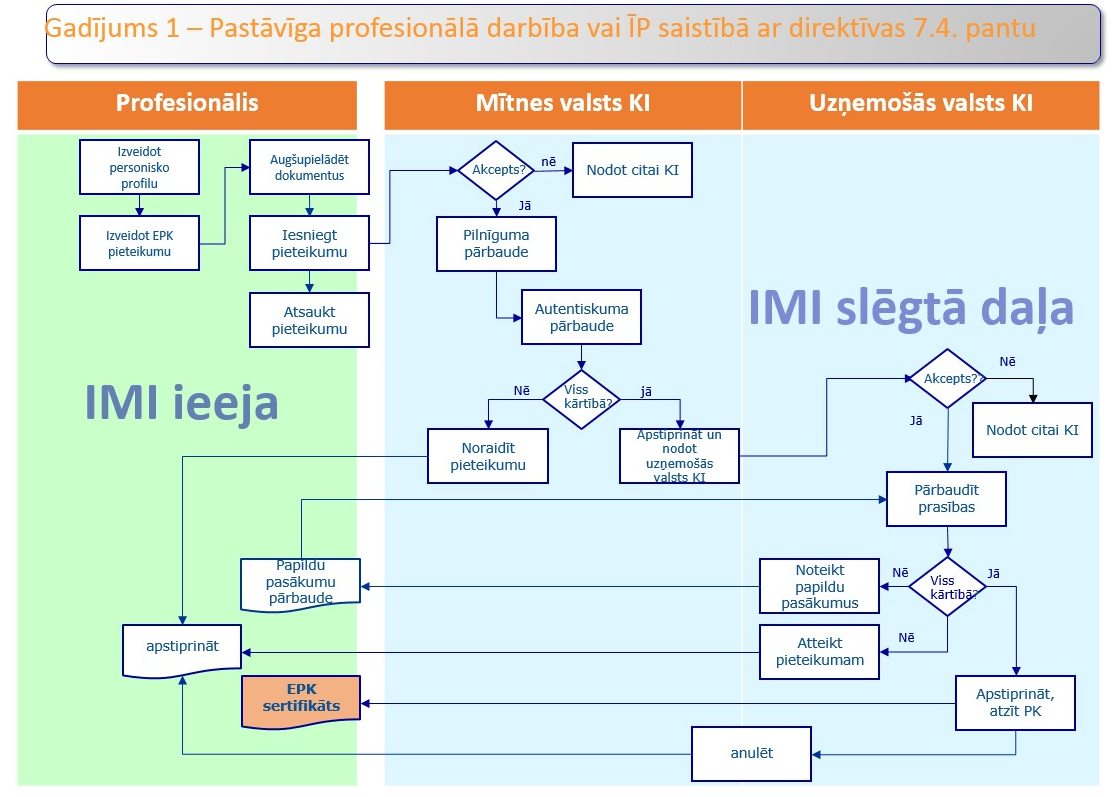 Gadījums 1 – Pastāvīga profesionālā darbība vai ĪP saistībā ar direktīvas 7.4. pantu
Profesionālis
Mītnes valsts KI
Uzņemošās valsts KI
Izveidot
personisko
profilu
Augšupielādēt
dokumentus
Akcepts?
nē
Nodot citai KI
Jā
Izveidot EPK
pieteikumu
Iesniegt
pieteikumu
Pilnīguma
pārbaude
Atsaukt
pieteikumu
Autentiskuma
pārbaude
IMI slēgtā daļa
IMI ieeja
Viss
kārtībā?
Nē
jā
Akcepts??
Nē
Jā
Nodot citai KI
Noraidīt
pieteikumu
Apstiprināt un
nodot
uzņemošās
valsts KI
Pārbaudīt
prasības
Papildu
pasākumu
pārbaude
Noteikt
papildu
pasākumus
Nē
Viss
kārtībā?
Jā
apstiprināt
Atteikt
pieteikumam
Nē
EPK
sertifikāts
Apstiprināt,
atzīt PK
anulēt